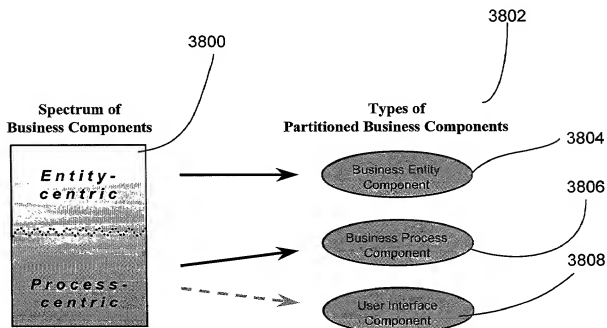 3800
3802
Spectrum of
Business Components
Types of
Partitioned Business Components
3804
Entity-
centric
Business Entity
Component
3806
Business Process
Component
3808
Process-
centric
User Interface
Component